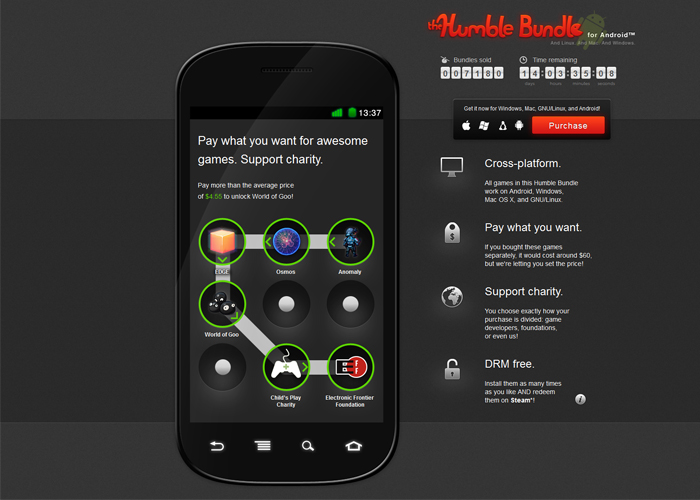 the Humble Bundle
for Android™
And Linux. And Mac. And Windows.
Bundles sold
007180
Time remaining
14:03:35:08
Days Hours Minutes Seconds
Get it now for Windows, Mac, GNU/Linux, and Android!
Purchase
13:37
Pay what you want for awesome
games. Support charity.
Pay more than the average price
of $4.55 to unlock World of Goo!
EDGE
Osmos
Anomaly
World of Goo
Child's Play
Charity
Electronic Frontier
Foundation
EFF
Cross-platform.
All games in this Humble Bundle
work on Android, Windows,
Mac OS X, and GNU/Linux.
Pay what you want.
$
If you bought these games
separately, it would cost around $60,
but we're letting you set the price!
Support charity.
You choose exactly how your
purchase is divided: game
developers, foundations,
or even us!
DRM free.
Install them as many times
as you like AND redeem
them on Steam*!
i